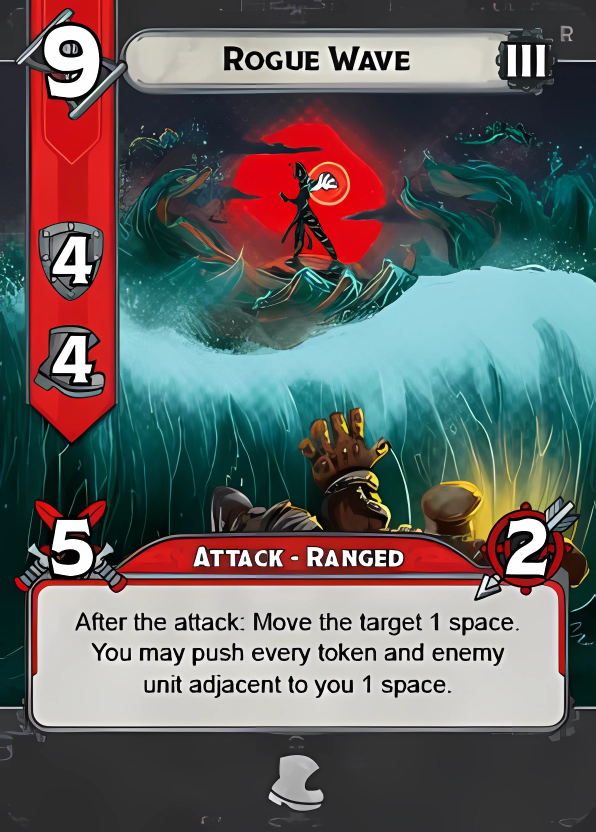 9
ROGUE WAVE
III
R
4
4
5
ATTACK - RANGED
2
After the attack: Move the target 1 space.
You may push every token and enemy
unit adjacent to you 1 space.